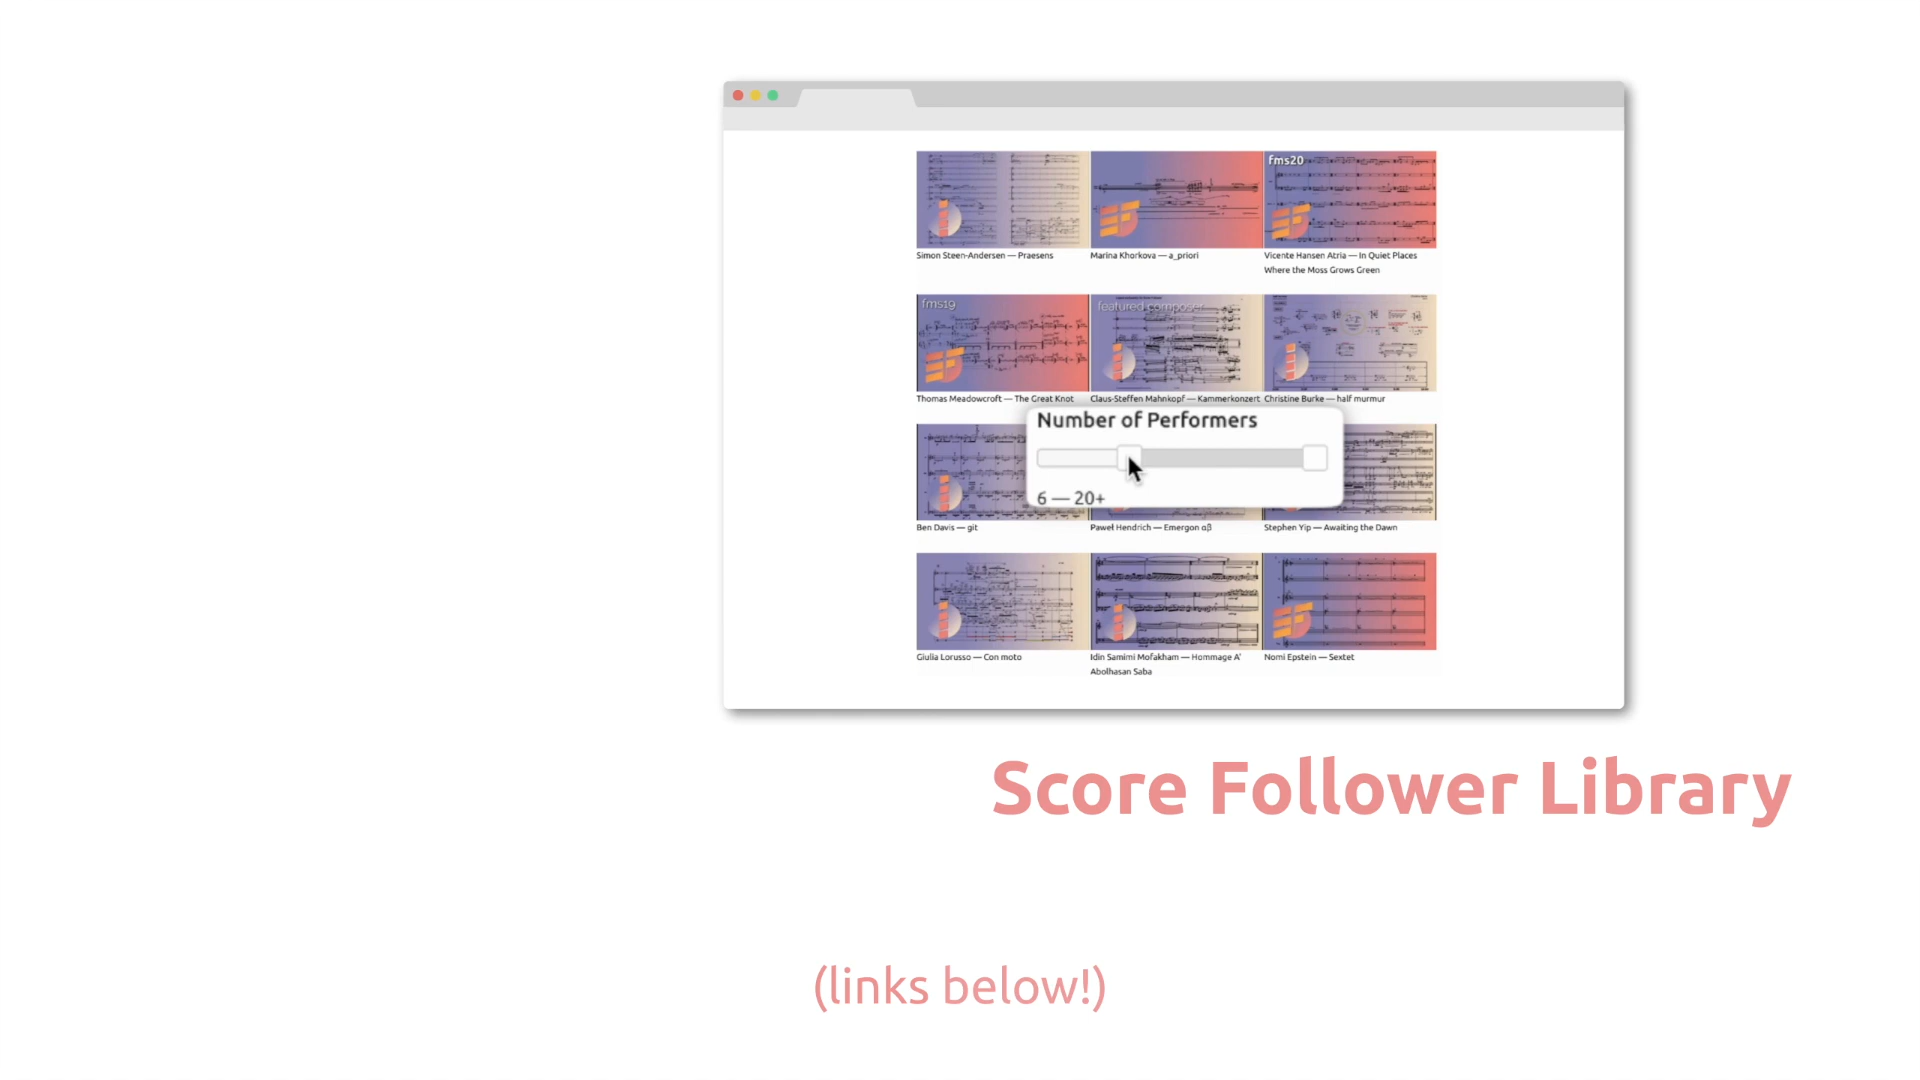 fms20
Simon Steen-Andersen — Praesens
Marina Khorkova — a_priori
Vicente Hansen Atria — In Quiet Places
Where the Moss Grows Green
fms19
featured composer
Thomas Meadowcroft — The Great Knot
Claus-Steffen Mahnkopf — Kammerkonzert
Christine Burke — half murmur
Number of Performers
6 — 20+
Ben Davis — git
Paweł Hendrich — Emergon αβ
Stephen Yip — Awaiting the Dawn
Giulia Lorusso — Con moto
Idin Samimi Mofakham — Hommage A'
Abolhasan Saba
Nomi Epstein — Sextet
Score Follower Library
(links below!)